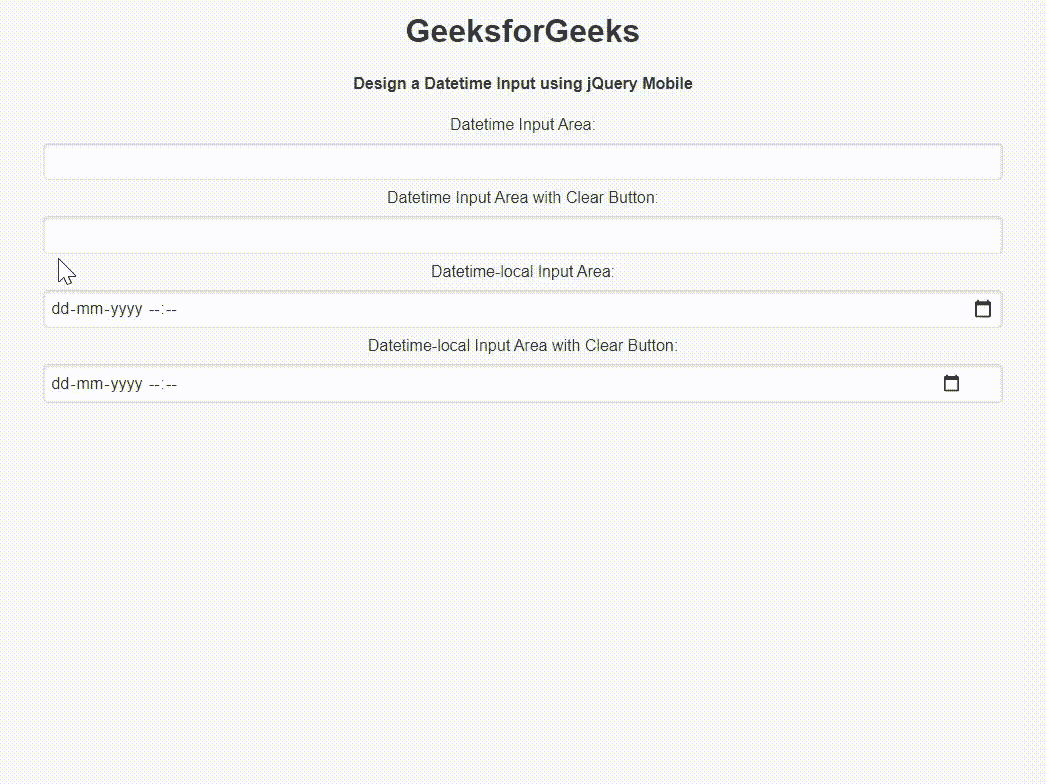 GeeksforGeeks
Design a Datetime Input using jQuery Mobile
Datetime Input Area:
Datetime Input Area with Clear Button:
Datetime-local Input Area:
dd-mm-yyyy --:--
Datetime-local Input Area with Clear Button:
dd-mm-yyyy --:--